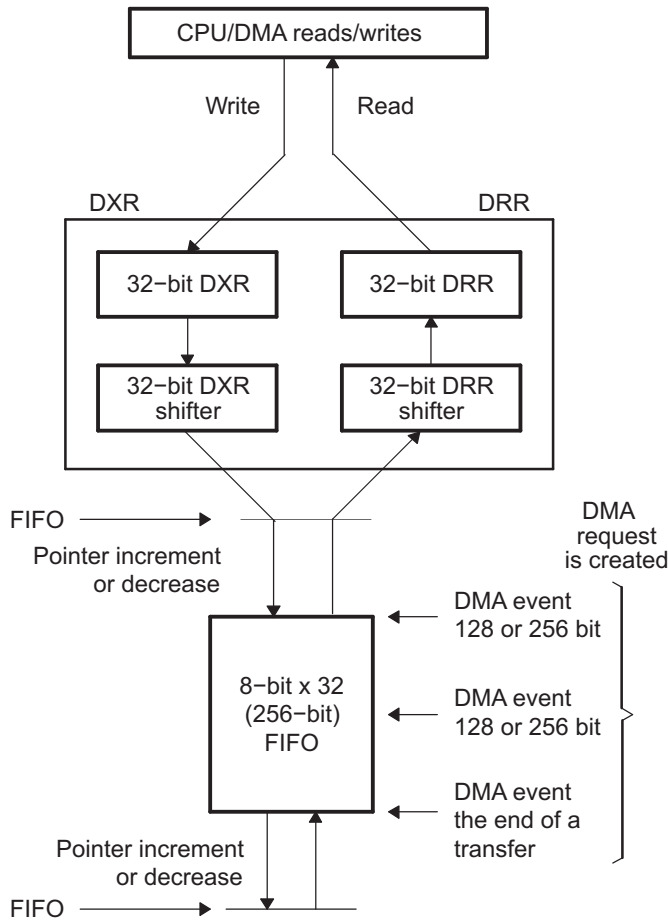 CPU/DMA reads/writes
Write
Read
DXR
DRR
32−bit DXR
32−bit DRR
32−bit DXR
shifter
32−bit DRR
shifter
FIFO
Pointer increment
or decrease
DMA
request
is created
DMA event
128 or 256 bit
8−bit x 32
(256−bit)
FIFO
DMA event
128 or 256 bit
DMA event
the end of a
transfer
Pointer increment
or decrease
FIFO